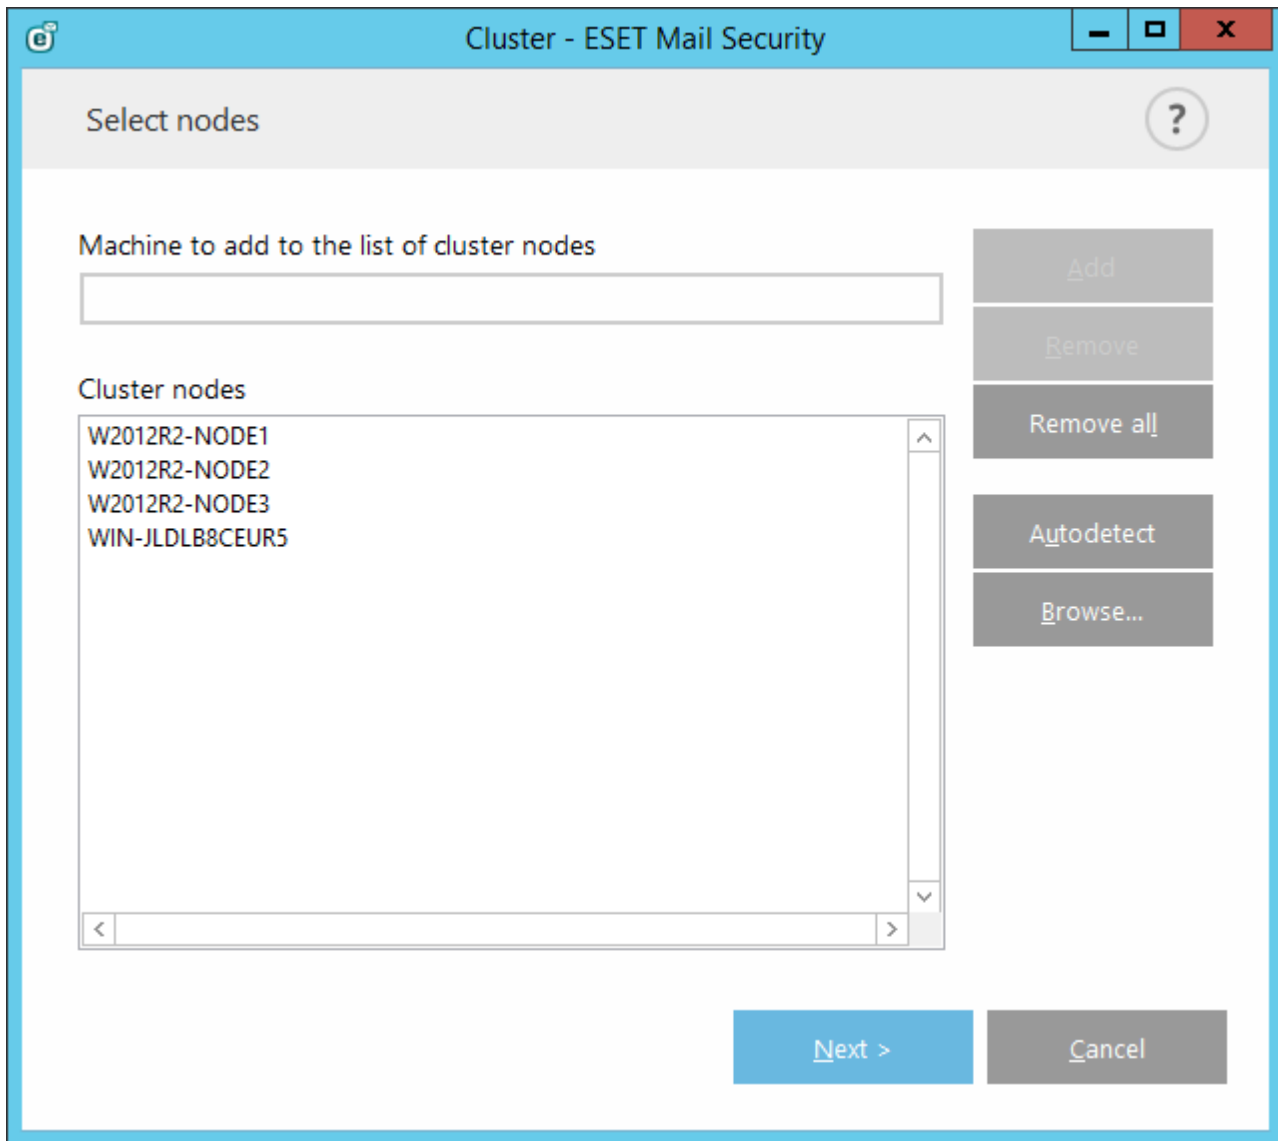 Cluster - ESET Mail Security
Select nodes
?
Machine to add to the list of cluster nodes
Add
Remove
Cluster nodes
Remove all
W2012R2-NODE1
W2012R2-NODE2
W2012R2-NODE3
WIN-JLDLB8CEUR5
Autodetect
Browse...
Next >
Cancel